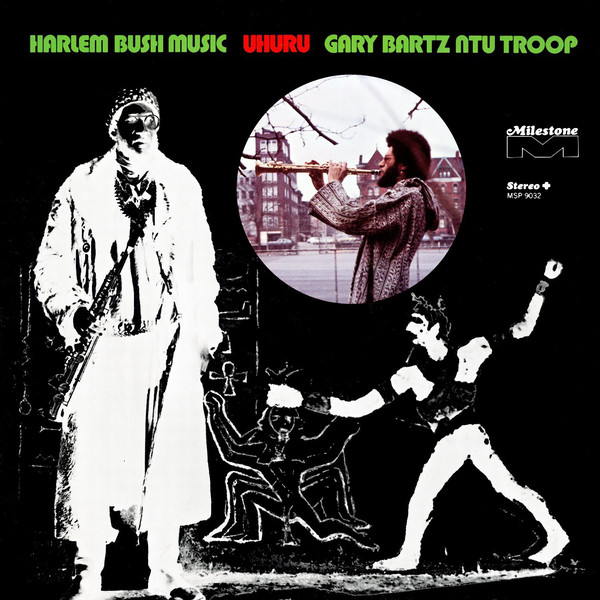 HARLEM BUSH MUSIC UHURU GARY BARTZ NTU TROOP
Milestone
M
Stereo +
MSP 9032